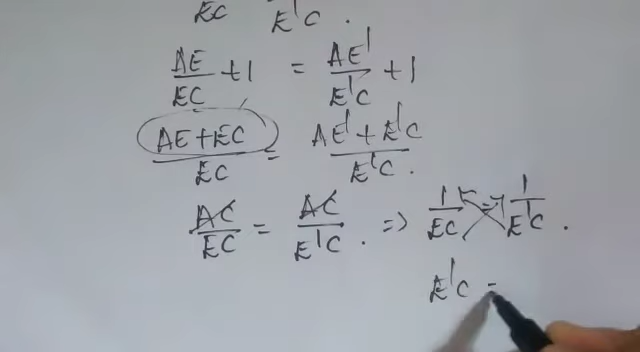 EC E'C .
AE/EC + 1 = AE'/E'C + 1
AE + EC/EC = AE' + E'C/E'C .
AC/EC = AC/E'C . => 1/EC = 1/E'C .
E'C =